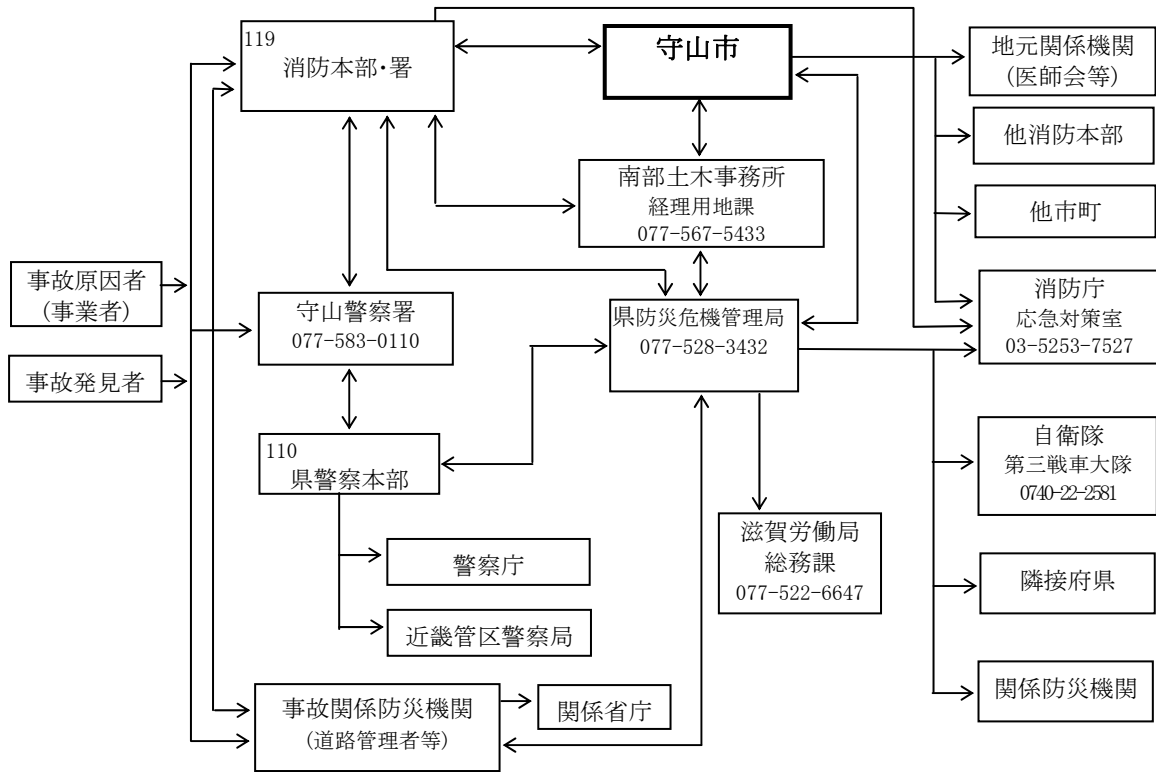 119
消防本部・署
守山市
地元関係機関
(医師会等)
他消防本部
南部土木事務所
経理用地課
077-567-5433
他市町
事故原因者
(事業者)
守山警察署
077-583-0110
県防災危機管理局
077-528-3432
消防庁
応急対策室
03-5253-7527
事故発見者
110
県警察本部
自衛隊
第三戦車大隊
0740-22-2581
滋賀労働局
総務課
077-522-6647
警察庁
隣接府県
近畿管区警察局
事故関係防災機関
(道路管理者等)
関係省庁
関係防災機関